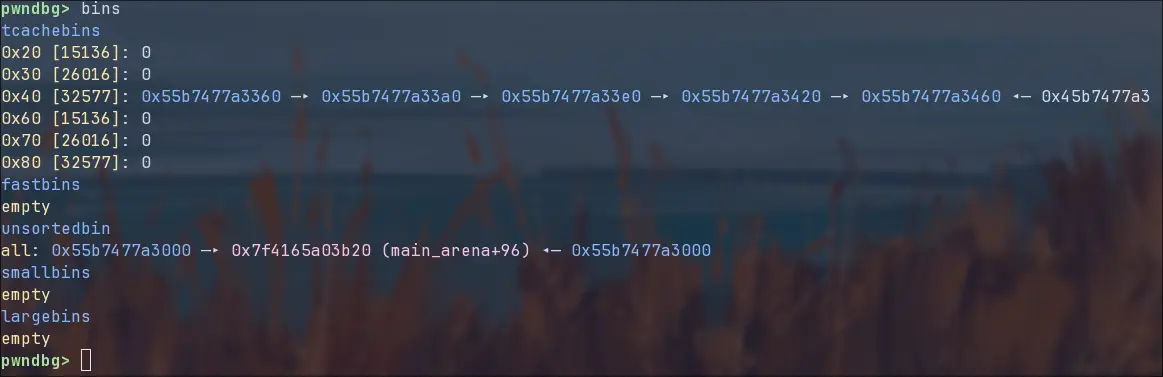 pwndbg> bins
tcachebins
0x20 [15136]: 0
0x30 [26016]: 0
0x40 [32577]: 0x55b7477a3360 —▸ 0x55b7477a33a0 —▸ 0x55b7477a33e0 —▸ 0x55b7477a3420 —▸ 0x55b7477a3460 ◂— 0x45b7477a3
0x60 [15136]: 0
0x70 [26016]: 0
0x80 [32577]: 0
fastbins
empty
unsortedbin
all: 0x55b7477a3000 —▸ 0x7f4165a03b20 (main_arena+96) ◂— 0x55b7477a3000
smallbins
empty
largebins
empty
pwndbg>